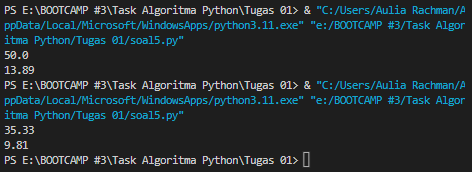 PS E:\BOOTCAMP #3\Task Algoritma Python\Tugas 01> & "C:/Users/Aulia Rachman/A
ppData/Local/Microsoft/WindowsApps/python3.11.exe" "e:/BOOTCAMP #3/Task Algor
itma Python/Tugas 01/soal5.py"
50.0
13.89
PS E:\BOOTCAMP #3\Task Algoritma Python\Tugas 01> & "C:/Users/Aulia Rachman/A
ppData/Local/Microsoft/WindowsApps/python3.11.exe" "e:/BOOTCAMP #3/Task Algor
itma Python/Tugas 01/soal5.py"
35.33
9.81
PS E:\BOOTCAMP #3\Task Algoritma Python\Tugas 01>